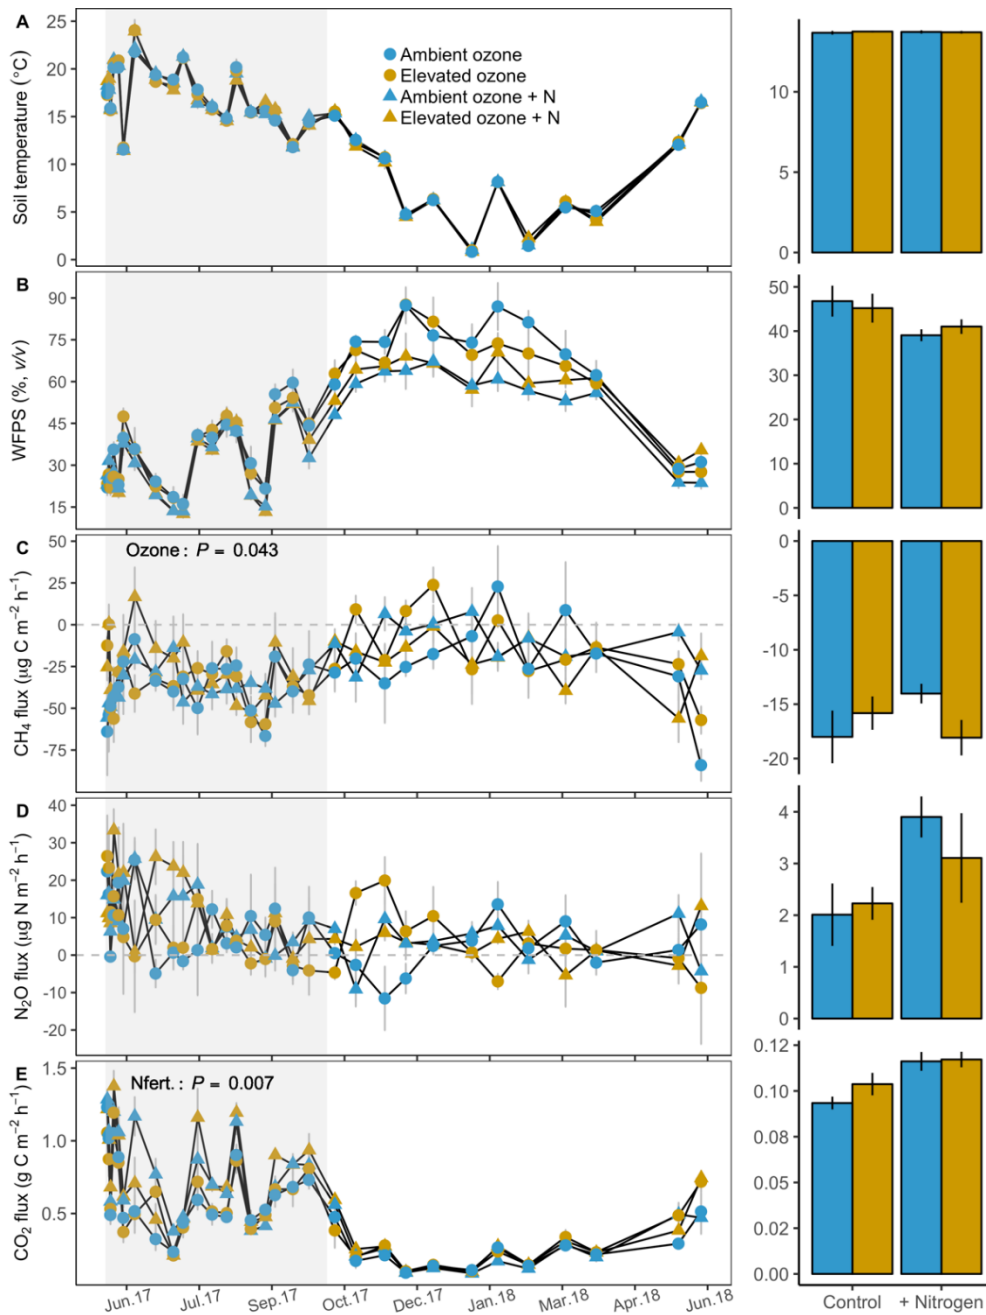 A
Soil temperature (°C)
25
20
15
10
5
0
Ambient ozone
Elevated ozone
Ambient ozone + N
Elevated ozone + N
10
5
0
B
WFPS (%, v/v)
90
75
60
45
30
15
50
40
30
20
10
0
C
CH₄ flux (μg C m⁻² h⁻¹)
50
25
0
-25
-50
-75
Ozone: P = 0.043
0
-5
-10
-15
-20
D
N₂O flux (μg N m⁻² h⁻¹)
40
30
20
10
0
-10
-20
4
3
2
1
0
E
CO₂ flux (g C m⁻² h⁻¹)
1.5
1.0
0.5
Nfert.: P = 0.007
0.12
0.10
0.08
0.05
0.02
0.00
Jun.17 Jul.17 Sep.17 Oct.17 Dec.17 Jan.18 Mar.18 Apr.18 Jun.18
Control + Nitrogen